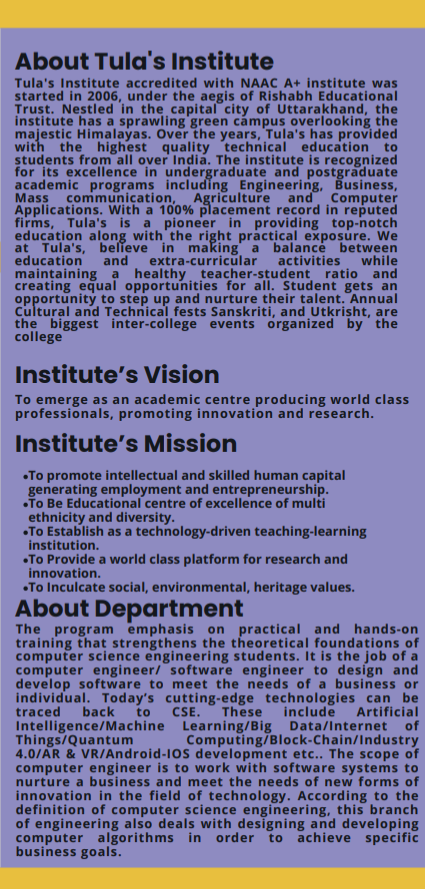 About Tula's Institute
Tula's Institute accredited with NAAC A+ institute was
started in 2006, under the aegis of Rishabh Educational
Trust. Nestled in the capital city of Uttarakhand, the
institute has a sprawling green campus overlooking the
majestic Himalayas. Over the years, Tula's has provided
with the highest quality technical education to
students from all over India. The institute is recognized
for its excellence in undergraduate and postgraduate
academic programs including Engineering, Business,
Mass communication, Agriculture and Computer
Applications. With a 100% placement record in reputed
firms, Tula's is a pioneer in providing top-notch
education along with the right practical exposure. We
at Tula's, believe in making a balance between
education and extra-curricular activities while
maintaining a healthy teacher-student ratio and
creating equal opportunities for all. Student gets an
opportunity to step up and nurture their talent. Annual
Cultural and Technical fests Sanskriti, and Utkrisht, are
the biggest inter-college events organized by the
college
Institute’s Vision
To emerge as an academic centre producing world class
professionals, promoting innovation and research.
Institute’s Mission
•To promote intellectual and skilled human capital
generating employment and entrepreneurship.
•To Be Educational centre of excellence of multi
ethnicity and diversity.
•To Establish as a technology-driven teaching-learning
institution.
•To Provide a world class platform for research and
innovation.
•To Inculcate social, environmental, heritage values.
About Department
The program emphasis on practical and hands-on
training that strengthens the theoretical foundations of
computer science engineering students. It is the job of a
computer engineer/ software engineer to design and
develop software to meet the needs of a business or
individual. Today’s cutting-edge technologies can be
traced back to CSE. These include Artificial
Intelligence/Machine Learning/Big Data/Internet of
Things/Quantum Computing/Block-Chain/Industry
4.0/AR & VR/Android-IOS development etc.. The scope of
computer engineer is to work with software systems to
nurture a business and meet the needs of new forms of
innovation in the field of technology. According to the
definition of computer science engineering, this branch
of engineering also deals with designing and developing
computer algorithms in order to achieve specific
business goals.